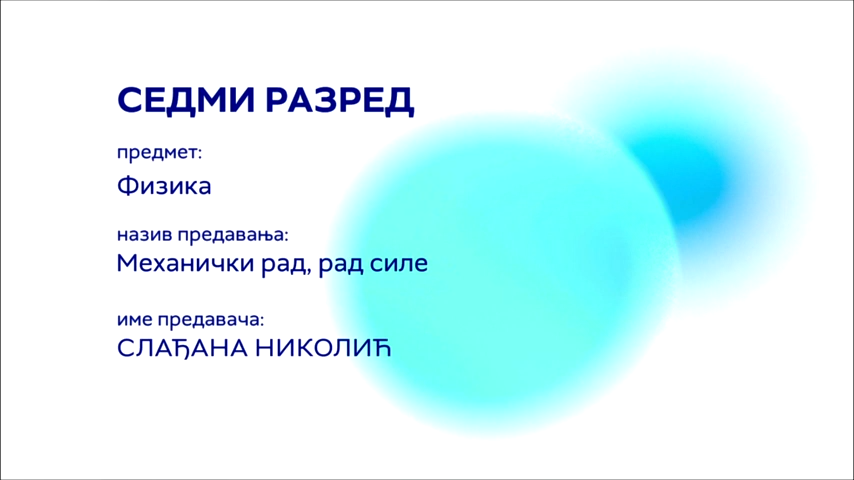 СЕДМИ РАЗРЕД
предмет:
Физика
назив предавања:
Механички рад, рад силе
име предавача:
СЛАЂАНА НИКОЛИЋ